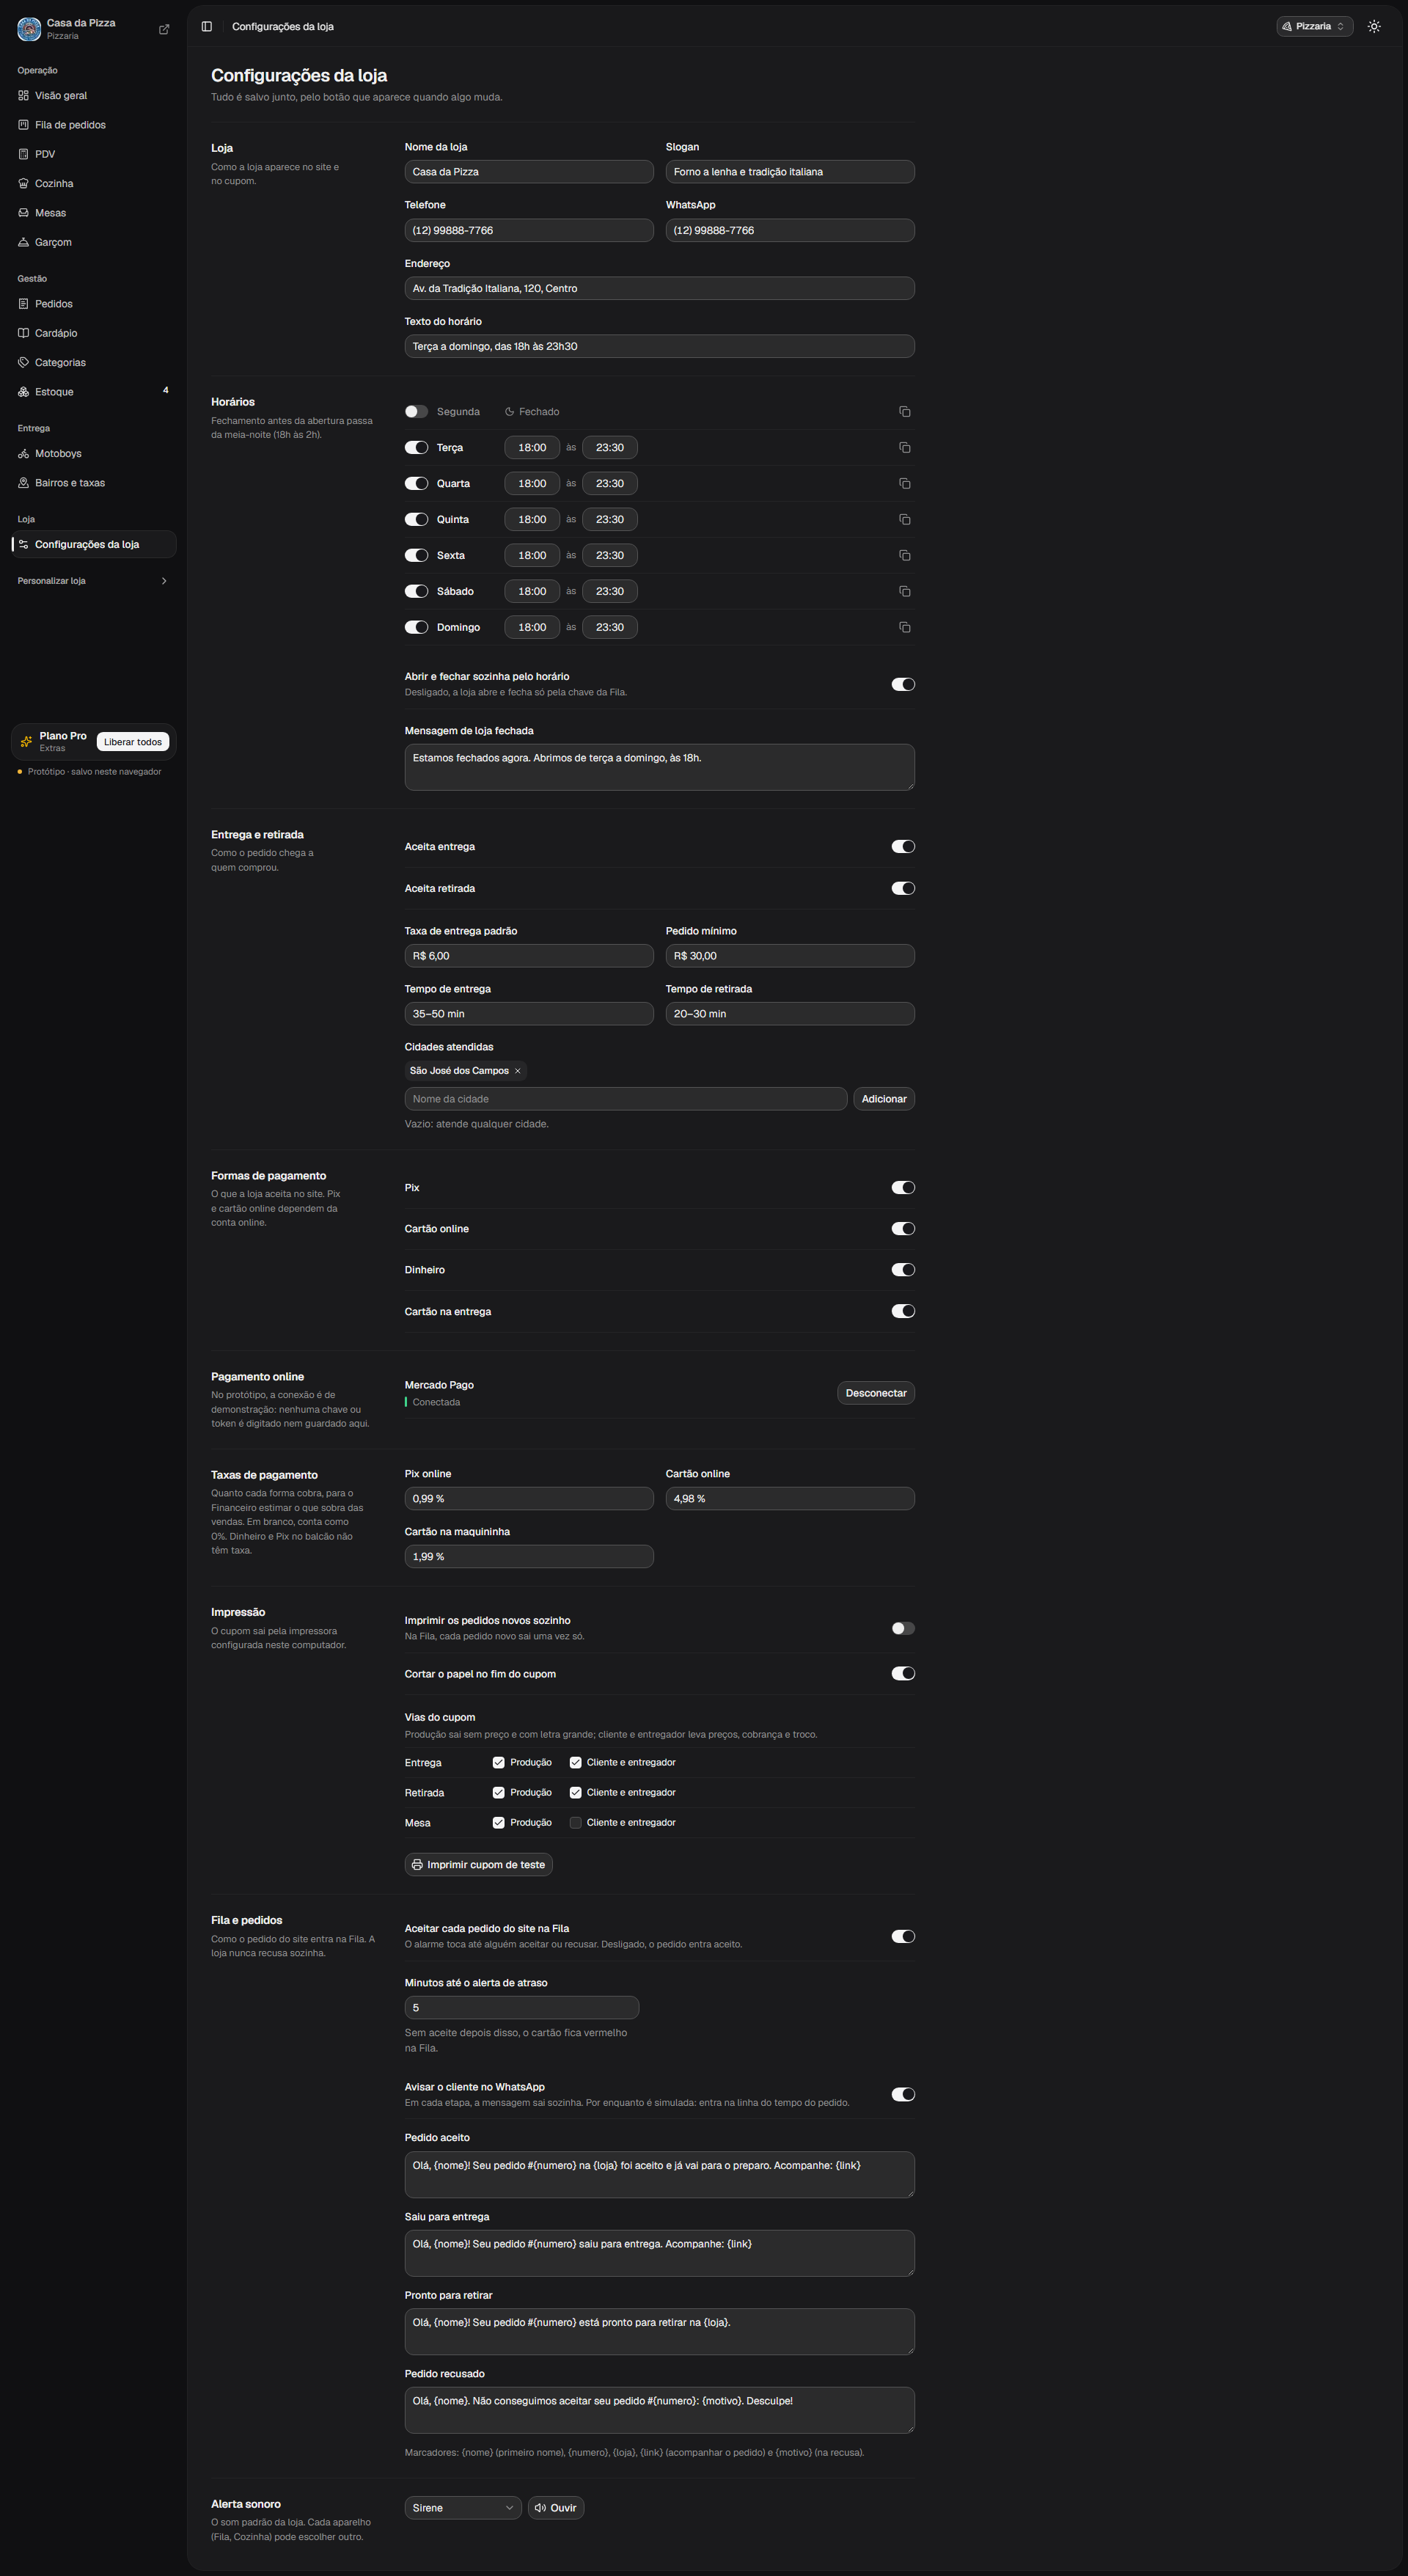 Casa da Pizza
Pizzaria
Operação
Visão geral
Fila de pedidos
PDV
Cozinha
Mesas
Garçom
Gestão
Pedidos
Cardápio
Categorias
Estoque 4
Entrega
Motoboys
Bairros e taxas
Loja
Configurações da loja
Personalizar loja
Plano Pro
Extras
Liberar todos
Protótipo · salvo neste navegador
Configurações da loja
Pizzaria
Configurações da loja
Tudo é salvo junto, pelo botão que aparece quando algo muda.
Loja
Como a loja aparece no site e
no cupom.
Nome da loja
Casa da Pizza
Slogan
Forno a lenha e tradição italiana
Telefone
(12) 99888-7766
WhatsApp
(12) 99888-7766
Endereço
Av. da Tradição Italiana, 120, Centro
Texto do horário
Terça a domingo, das 18h às 23h30
Horários
Fechamento antes da abertura passa
da meia-noite (18h às 2h).
Segunda Fechado
Terça 18:00 às 23:30
Quarta 18:00 às 23:30
Quinta 18:00 às 23:30
Sexta 18:00 às 23:30
Sábado 18:00 às 23:30
Domingo 18:00 às 23:30
Abrir e fechar sozinha pelo horário
Desligado, a loja abre e fecha só pela chave da Fila.
Mensagem de loja fechada
Estamos fechados agora. Abrimos de terça a domingo, às 18h.
Entrega e retirada
Como o pedido chega a
quem comprou.
Aceita entrega
Aceita retirada
Taxa de entrega padrão
R$ 6,00
Pedido mínimo
R$ 30,00
Tempo de entrega
35–50 min
Tempo de retirada
20–30 min
Cidades atendidas
São José dos Campos ×
Nome da cidade
Adicionar
Vazio: atende qualquer cidade.
Formas de pagamento
O que a loja aceita no site. Pix
e cartão online dependem da
conta online.
Pix
Cartão online
Dinheiro
Cartão na entrega
Pagamento online
No protótipo, a conexão é de
demonstração: nenhuma chave ou
token é digitado nem guardado aqui.
Mercado Pago
Conectada
Desconectar
Taxas de pagamento
Quanto cada forma cobra, para o
Financeiro estimar o que sobra das
vendas. Em branco, conta como
0%. Dinheiro e Pix no balcão não
têm taxa.
Pix online
0,99 %
Cartão online
4,98 %
Cartão na maquininha
1,99 %
Impressão
O cupom sai pela impressora
configurada neste computador.
Imprimir os pedidos novos sozinho
Na Fila, cada pedido novo sai uma vez só.
Cortar o papel no fim do cupom
Vias do cupom
Produção sai sem preço e com letra grande; cliente e entregador leva preços, cobrança e troco.
Entrega Produção Cliente e entregador
Retirada Produção Cliente e entregador
Mesa Produção Cliente e entregador
Imprimir cupom de teste
Fila e pedidos
Como o pedido do site entra na Fila. A
loja nunca recusa sozinha.
Aceitar cada pedido do site na Fila
O alarme toca até alguém aceitar ou recusar. Desligado, o pedido entra aceito.
Minutos até o alerta de atraso
5
Sem aceite depois disso, o cartão fica vermelho
na Fila.
Avisar o cliente no WhatsApp
Em cada etapa, a mensagem sai sozinha. Por enquanto é simulada: entra na linha do tempo do pedido.
Pedido aceito
Olá, {nome}! Seu pedido #{numero} na {loja} foi aceito e já vai para o preparo. Acompanhe: {link}
Saiu para entrega
Olá, {nome}! Seu pedido #{numero} saiu para entrega. Acompanhe: {link}
Pronto para retirar
Olá, {nome}! Seu pedido #{numero} está pronto para retirar na {loja}.
Pedido recusado
Olá, {nome}. Não conseguimos aceitar seu pedido #{numero}: {motivo}. Desculpe!
Marcadores: {nome} (primeiro nome), {numero}, {loja}, {link} (acompanhar o pedido) e {motivo} (na recusa).
Alerta sonoro
O som padrão da loja. Cada aparelho
(Fila, Cozinha) pode escolher outro.
Sirene
Ouvir